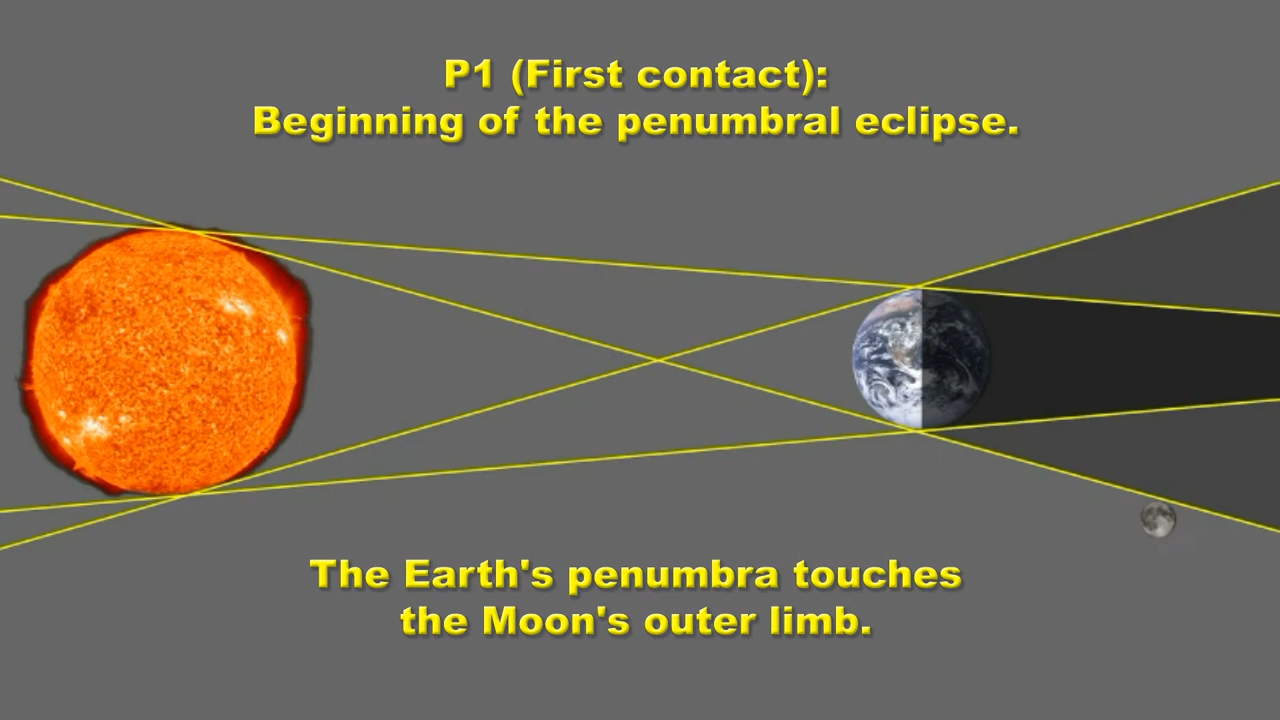 P1 (First contact):
Beginning of the penumbral eclipse.
The Earth's penumbra touches
the Moon's outer limb.